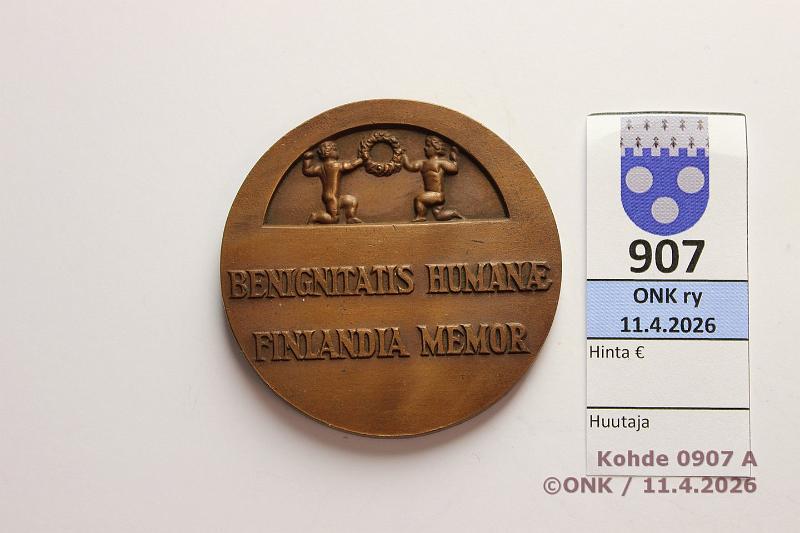 BENIGNITATIS HUMANÆ
FINLANDIA MEMOR
907
ONK ry
11.4.2026
Hinta €
Huutaja
Kohde 0907 A
©ONK / 11.4.2026